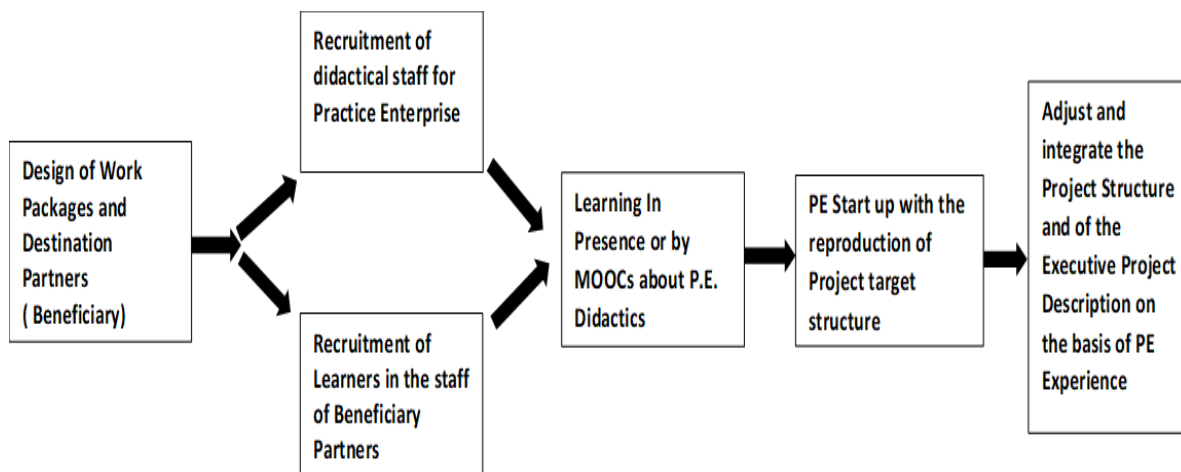 Design of Work
Packages and
Destination
Partners
( Beneficiary)
Recruitment of
didactical staff for
Practice Enterprise
Recruitment of
Learners in the staff
of Beneficiary
Partners
Learning In
Presence or by
MOOCs about P.E.
Didactics
PE Start up with the
reproduction of
Project target
structure
Adjust and
integrate the
Project Structure
and of the
Executive Project
Description on
the basis of PE
Experience